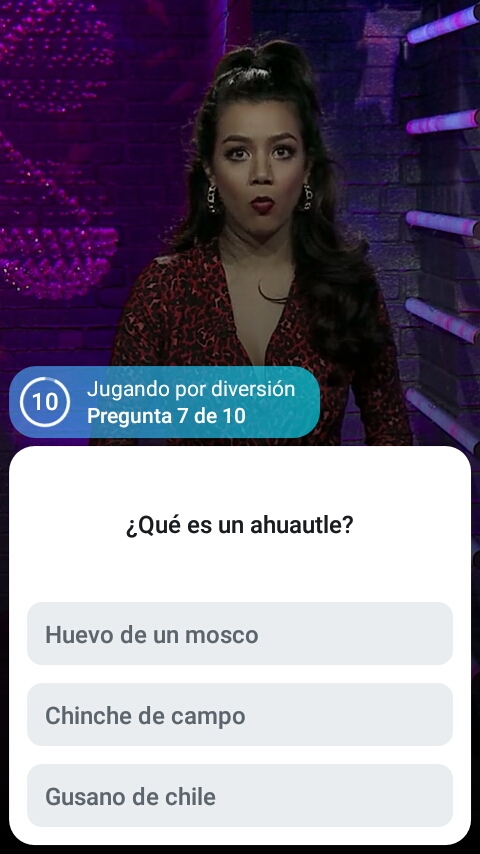 10
Jugando por diversión
Pregunta 7 de 10
¿Qué es un ahuautle?
Huevo de un mosco
Chinche de campo
Gusano de chile